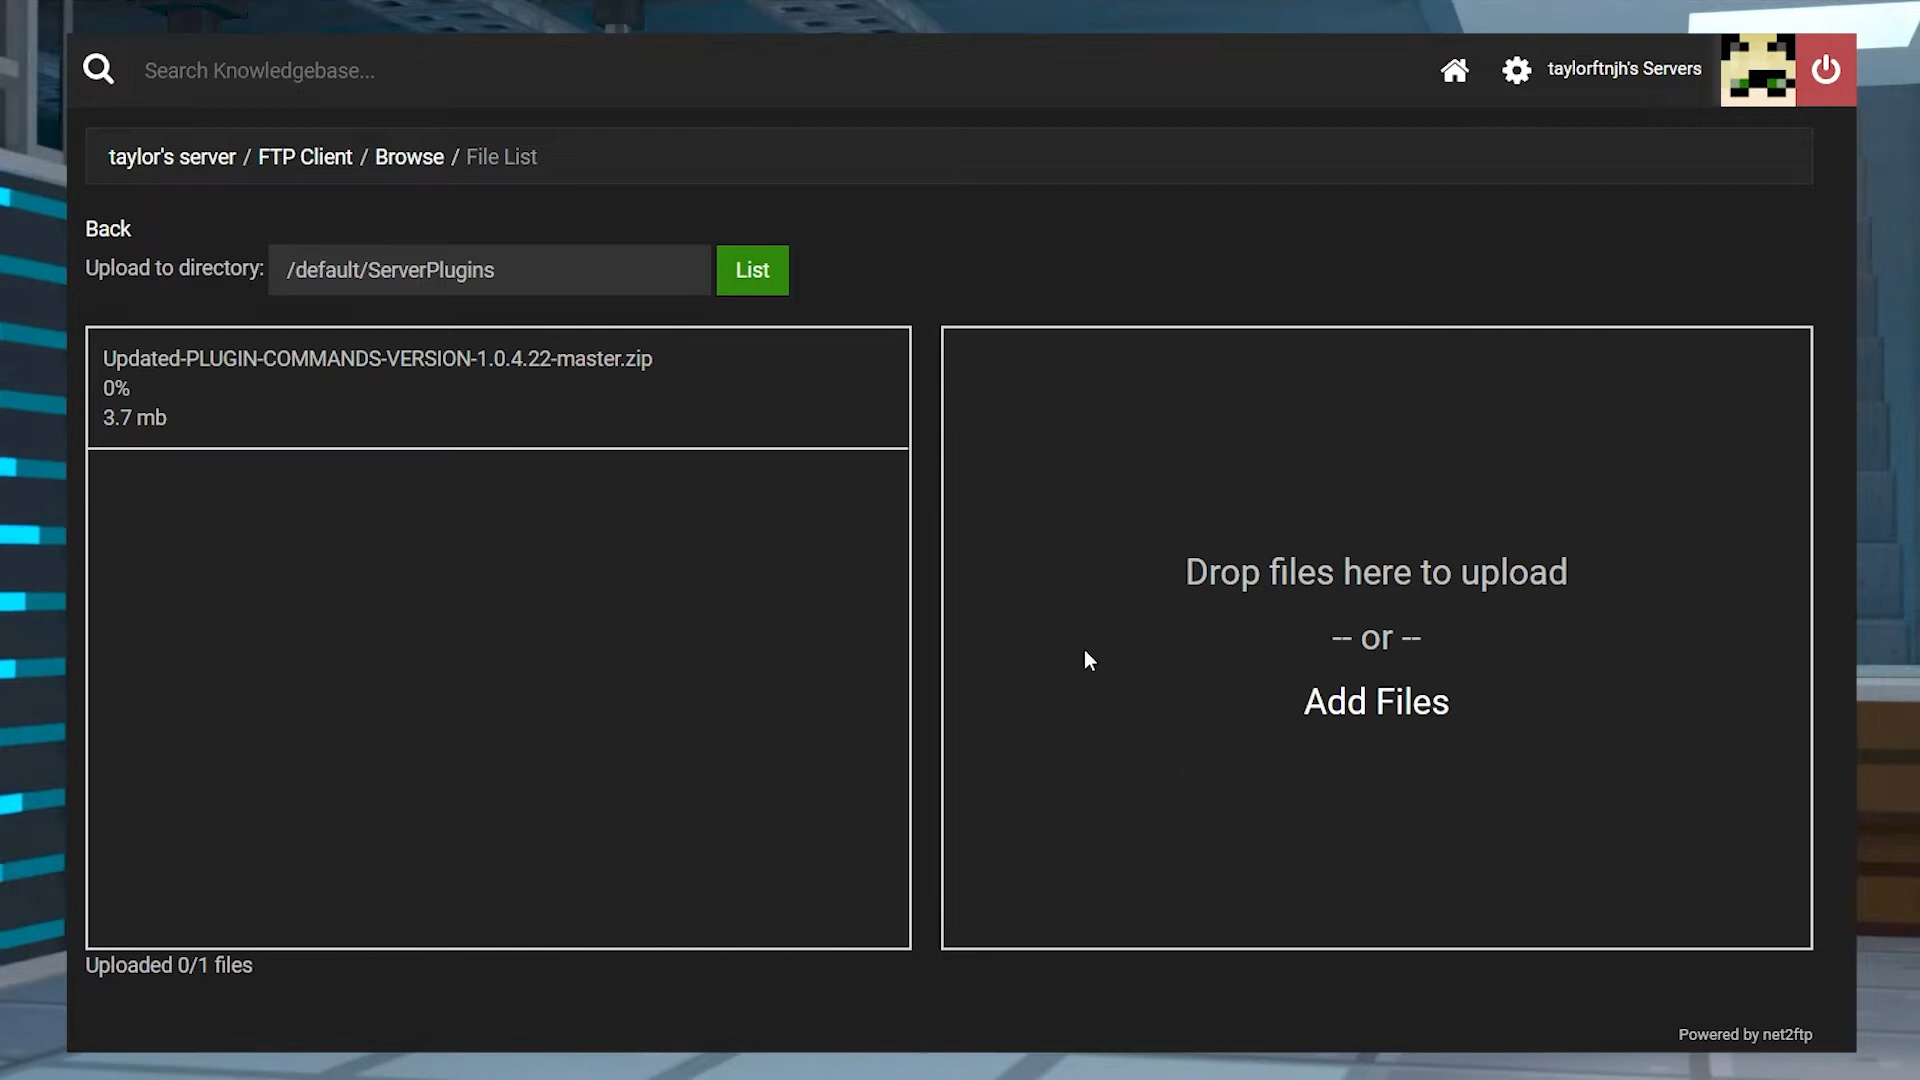 Search Knowledgebase...
taylorftnjh's Servers
taylor's server / FTP Client / Browse / File List
Back
Upload to directory: /default/ServerPlugins List
Updated-PLUGIN-COMMANDS-VERSION-1.0.4.22-master.zip
0%
3.7 mb
Drop files here to upload
-- or --
Add Files
Uploaded 0/1 files
Powered by net2ftp